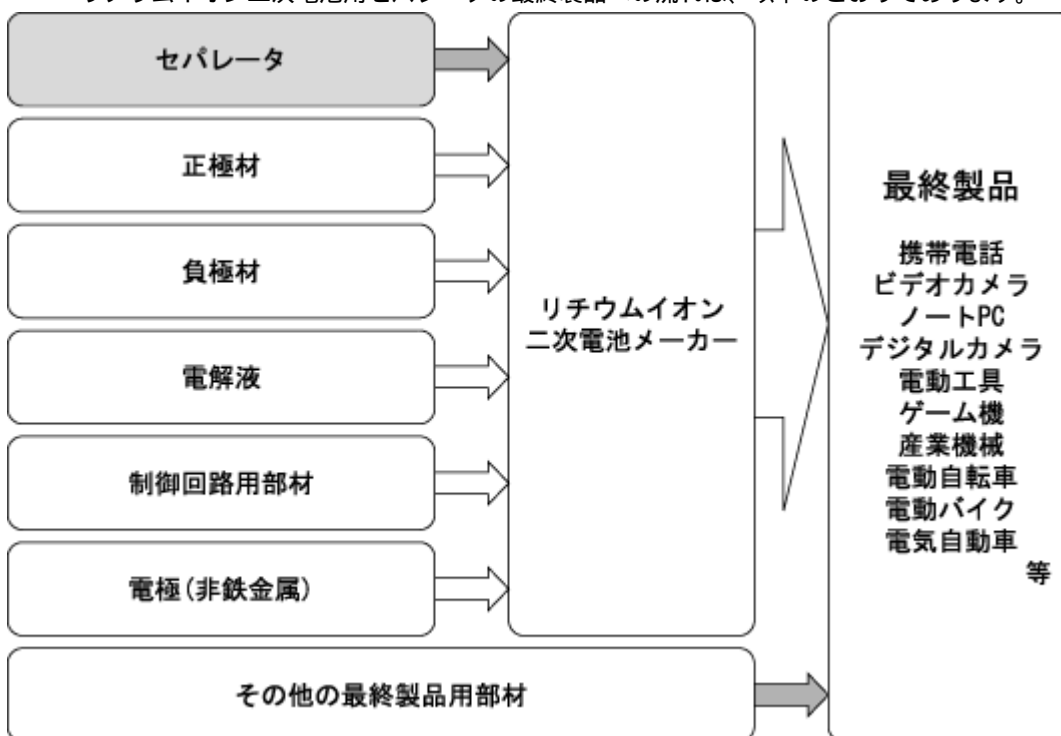 セパレータ
正極材
負極材
電解液
制御回路用部材
電極(非鉄金属)
その他の最終製品用部材
リチウムイオン
二次電池メーカー
最終製品
携帯電話
ビデオカメラ
ノートPC
デジタルカメラ
電動工具
ゲーム機
産業機械
電動自転車
電動バイク
電気自動車
等